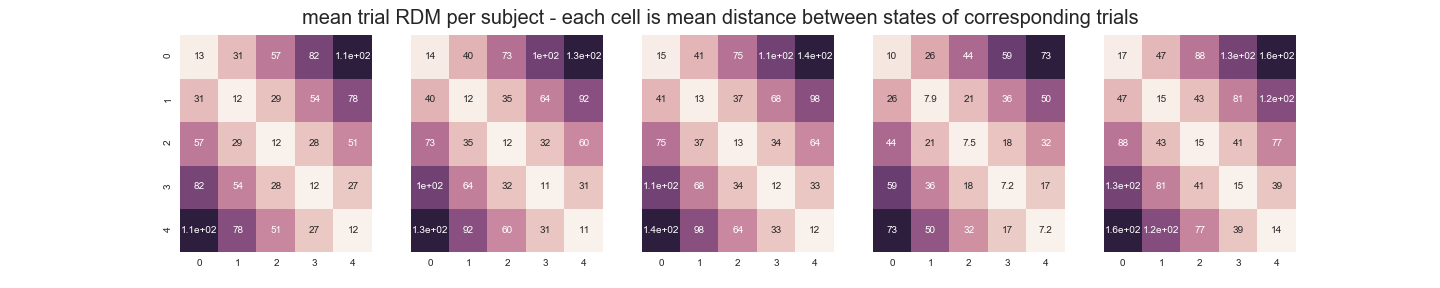 mean trial RDM per subject - each cell is mean distance between states of corresponding trials
0 13 31 57 82 1.1e+02 14 40 73 1e+02 1.3e+02 15 41 75 1.1e+02 1.4e+02 10 26 44 59 73 17 47 88 1.3e+02 1.6e+02
1 31 12 29 54 78 40 12 35 64 92 41 13 37 68 98 26 7.9 21 36 50 47 15 43 81 1.2e+02
2 57 29 12 28 51 73 35 12 32 60 75 37 13 34 64 44 21 7.5 18 32 88 43 15 41 77
3 82 54 28 12 27 1e+02 64 32 11 31 1.1e+02 68 34 12 33 59 36 18 7.2 17 1.3e+02 81 41 15 39
4 1.1e+02 78 51 27 12 1.3e+02 92 60 31 11 1.4e+02 98 64 33 12 73 50 32 17 7.2 1.6e+02 1.2e+02 77 39 14
0 1 2 3 4 0 1 2 3 4 0 1 2 3 4 0 1 2 3 4 0 1 2 3 4